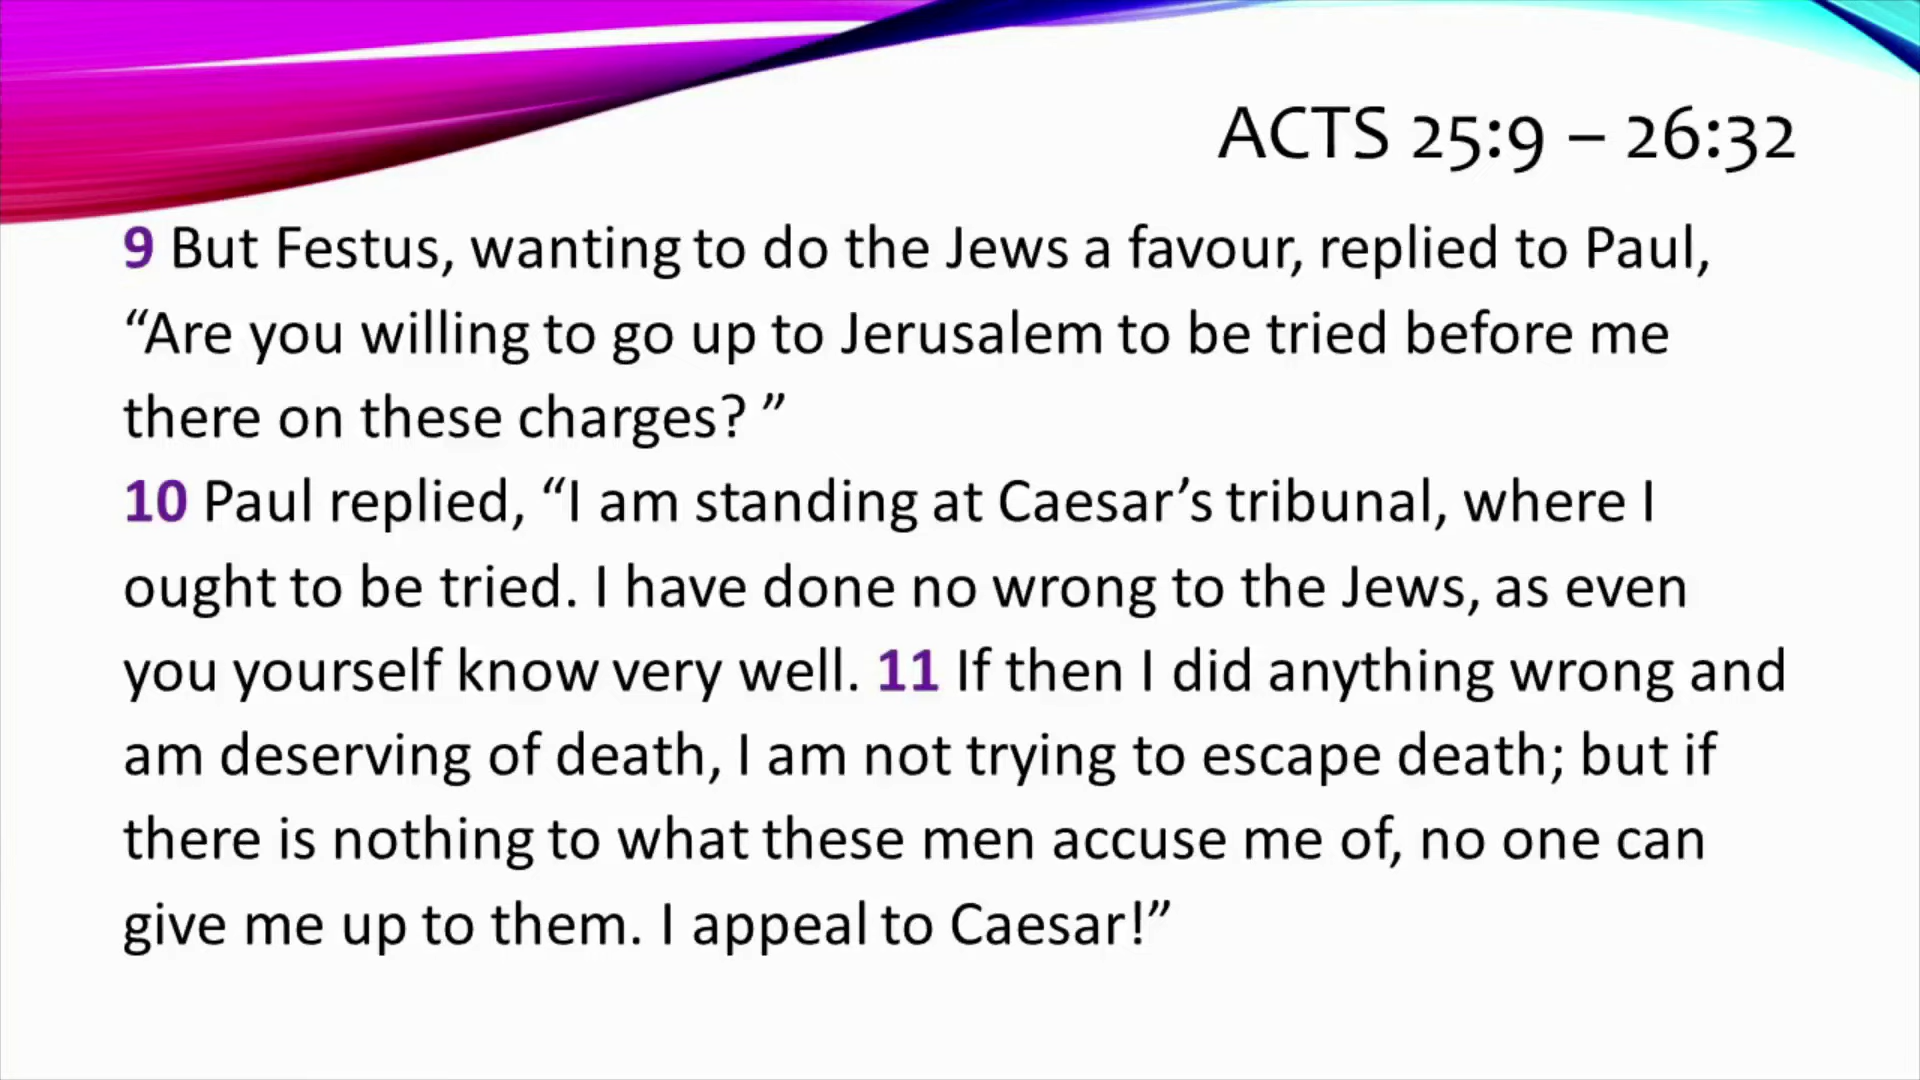 ACTS 25:9 – 26:32
9 But Festus, wanting to do the Jews a favour, replied to Paul,
“Are you willing to go up to Jerusalem to be tried before me
there on these charges? ”
10 Paul replied, “I am standing at Caesar’s tribunal, where I
ought to be tried. I have done no wrong to the Jews, as even
you yourself know very well. 11 If then I did anything wrong and
am deserving of death, I am not trying to escape death; but if
there is nothing to what these men accuse me of, no one can
give me up to them. I appeal to Caesar!”